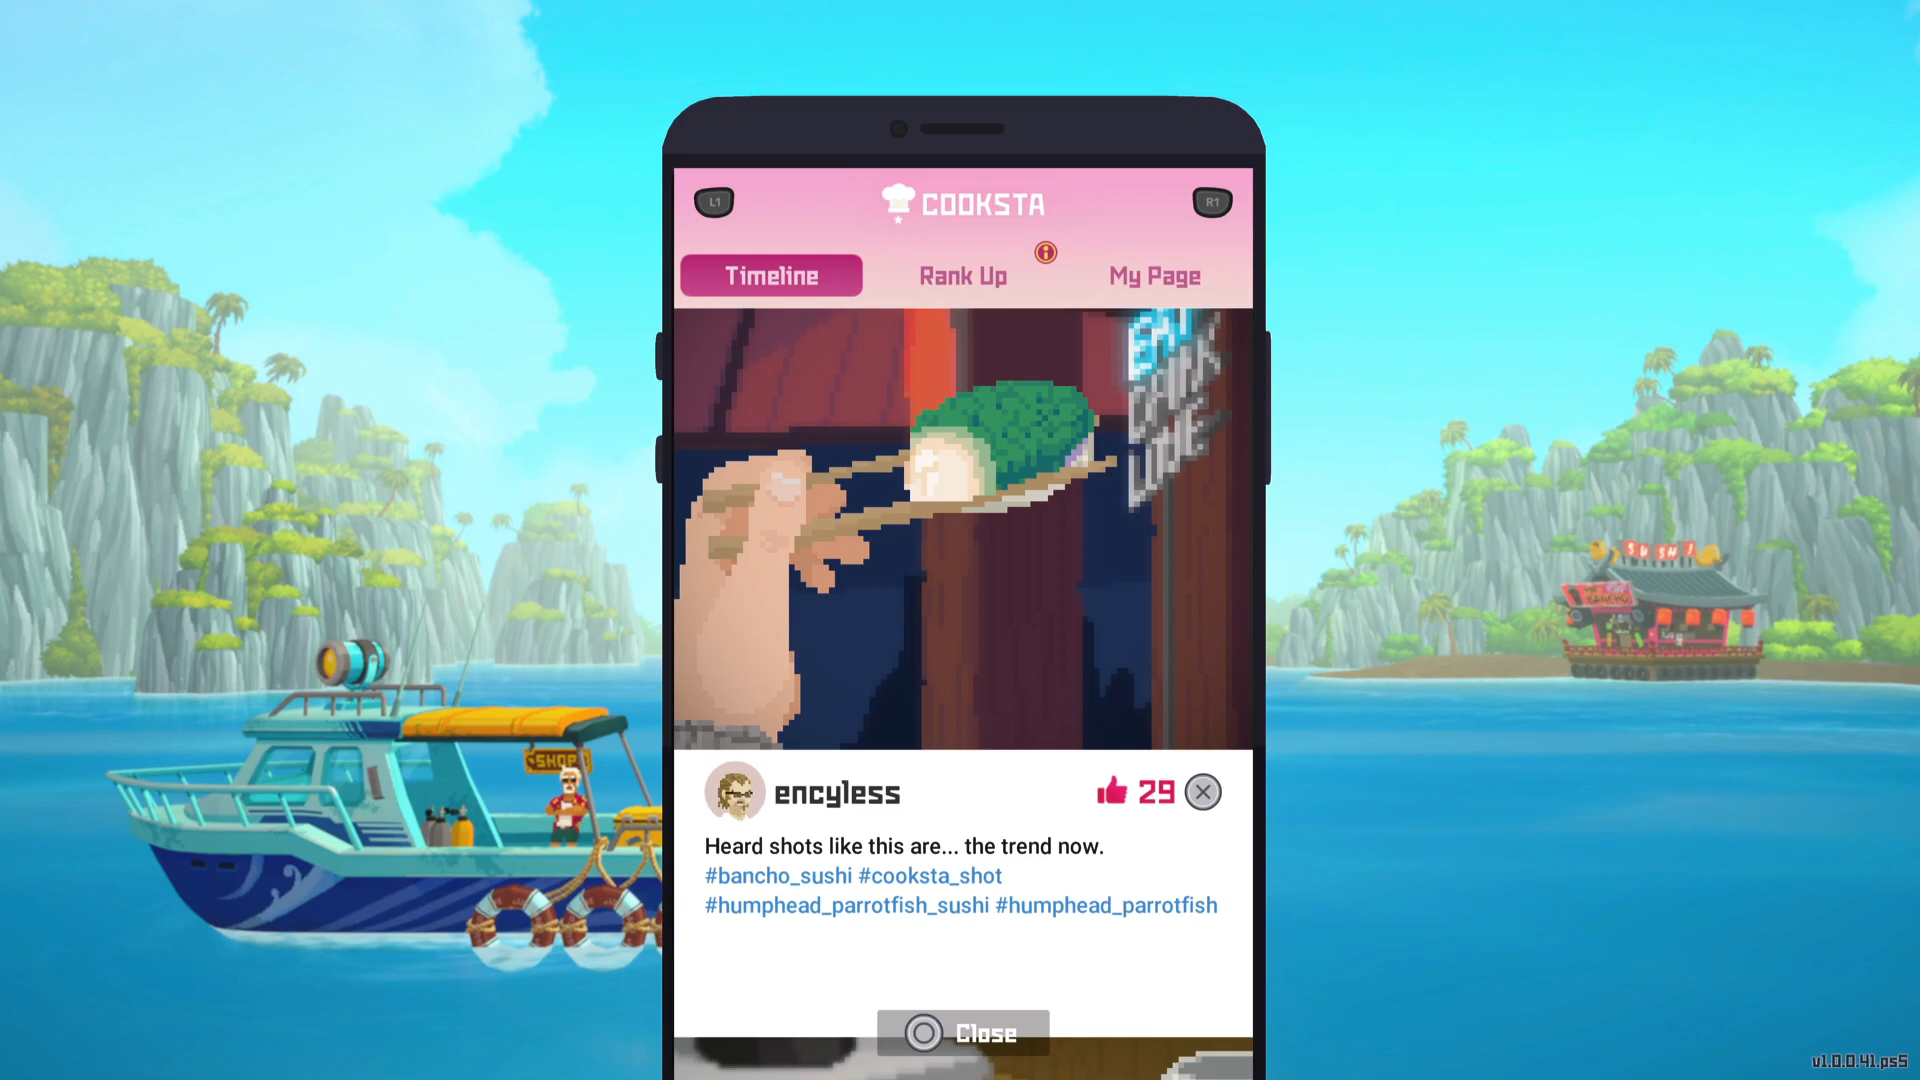 L1
COOKSTA
R1
Timeline
Rank Up
My Page
encyless
29
Heard shots like this are... the trend now.
#bancho_sushi #cooksta_shot
#humphead_parrotfish_sushi #humphead_parrotfish
SHOP
SUSHI
BANCHO
Close
v1.0.0.41.ps5